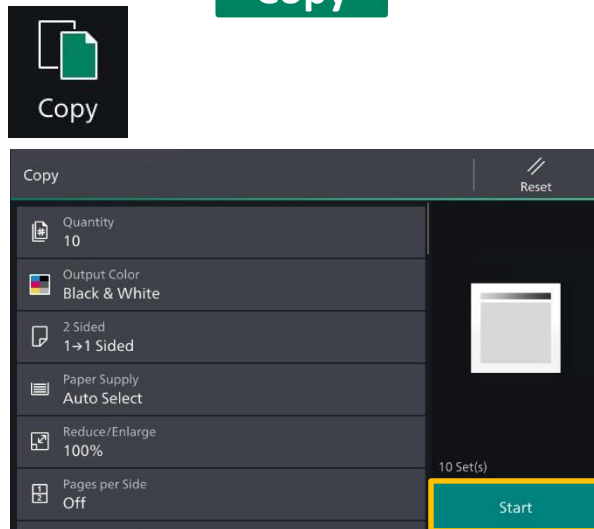 Copy
Copy
Copy
Reset
Quantity
10
Output Color
Black & White
2 Sided
1→1 Sided
Paper Supply
Auto Select
Reduce/Enlarge
100%
10 Set(s)
Pages per Side
Off
Start